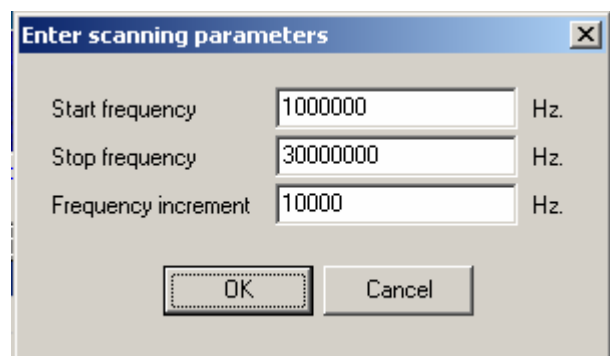 Enter scanning parameters
Start frequency 1000000 Hz.
Stop frequency 30000000 Hz.
Frequency increment 10000 Hz.
OK Cancel